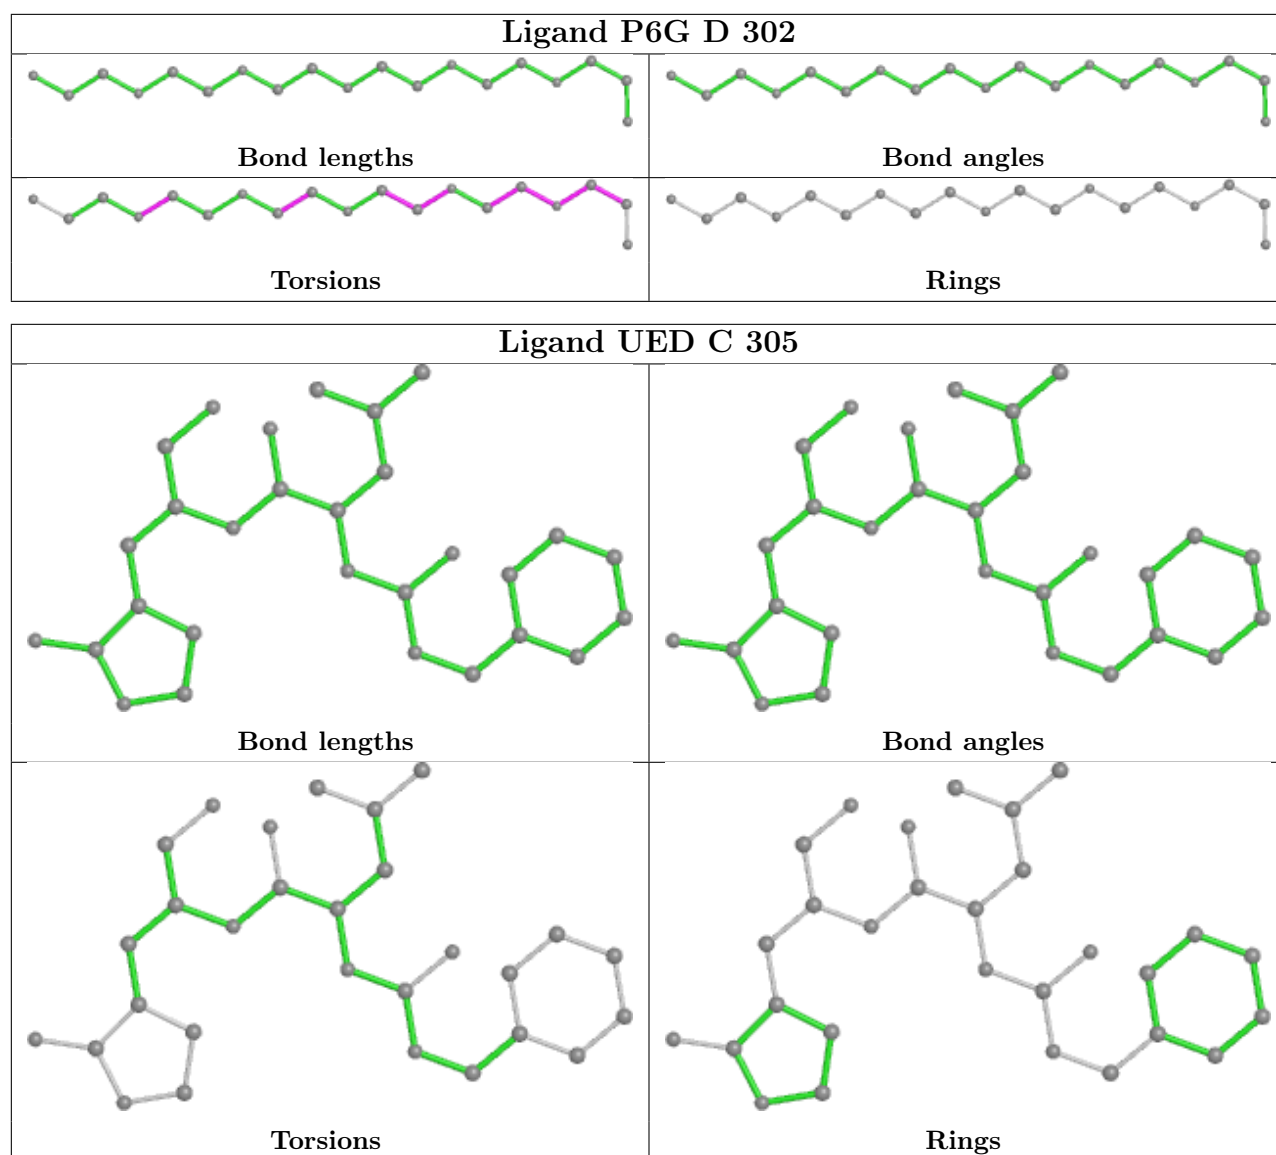 Ligand P6G D 302
Bond lengths
Bond angles
Torsions
Rings
Ligand UED C 305
Bond lengths
Bond angles
Torsions
Rings